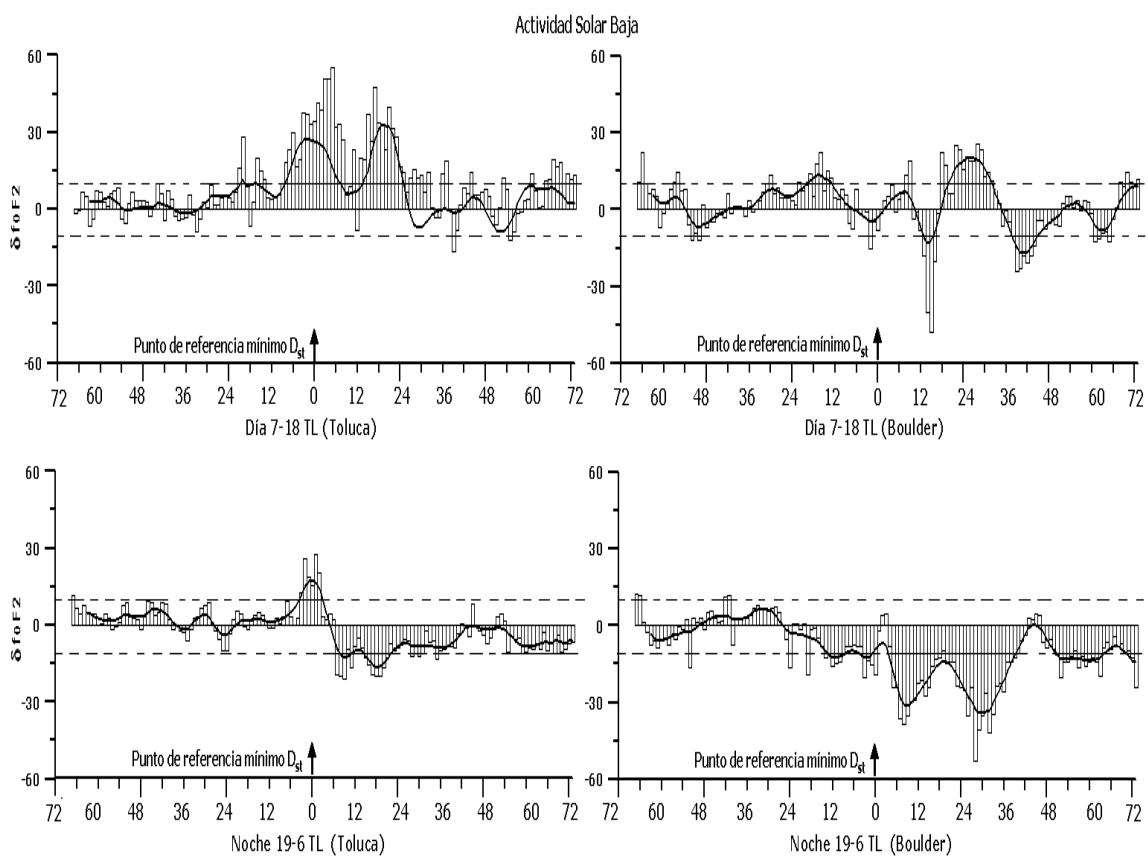 Actividad Solar Baja
60
30
0
-30
-60
δfoF2
Punto de referencia mínimo Dst
72 60 48 36 24 12 0 12 24 36 48 60 72
Día 7-18 TL (Toluca)
60
30
0
-30
-60
Punto de referencia mínimo Dst
72 60 48 36 24 12 0 12 24 36 48 60 72
Día 7-18 TL (Boulder)
60
30
0
-30
-60
δfoF2
Punto de referencia mínimo Dst
72 60 48 36 24 12 0 12 24 36 48 60 72
Noche 19-6 TL (Toluca)
60
30
0
-30
-60
Punto de referencia mínimo Dst
72 60 48 36 24 12 0 12 24 36 48 60 72
Noche 19-6 TL (Boulder)